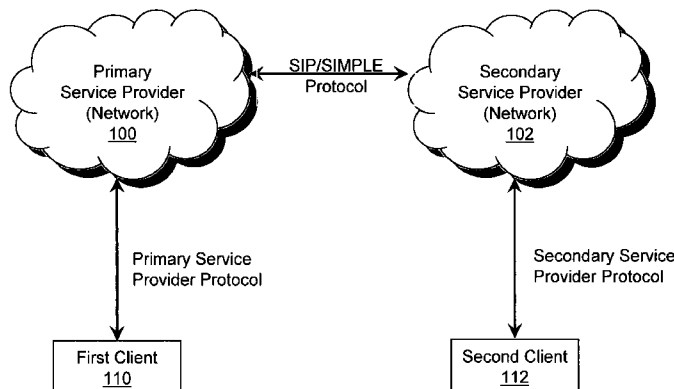 Primary
Service Provider
(Network)
100
SIP/SIMPLE
Protocol
Secondary
Service Provider
(Network)
102
Primary Service
Provider Protocol
Secondary Service
Provider Protocol
First Client
110
Second Client
112